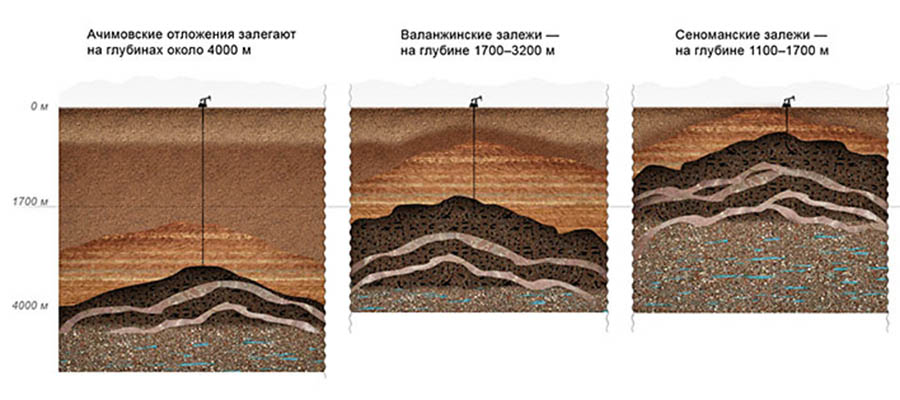 Ачимовские отложения залегают
на глубинах около 4000 м
Валанжинские залежи —
на глубине 1700–3200 м
Сеноманские залежи —
на глубине 1100–1700 м
0 м
1700 м
4000 м